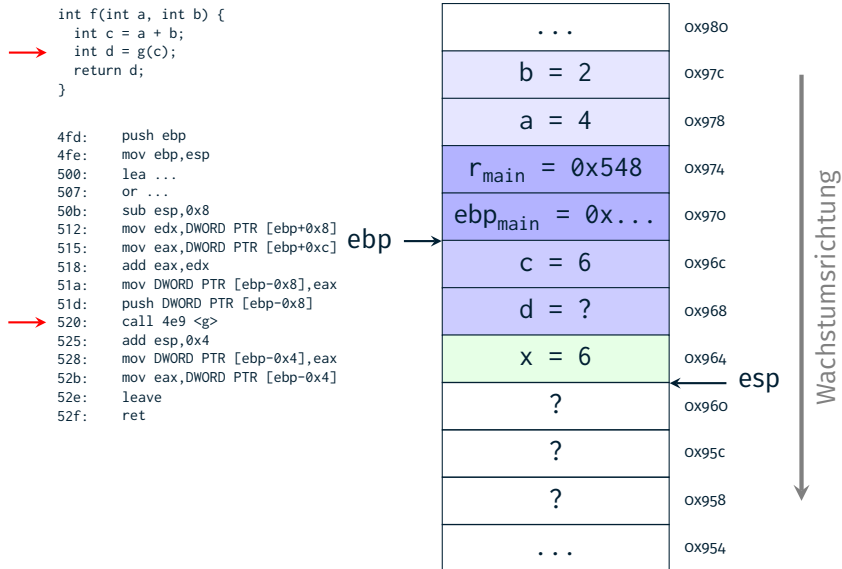 int f(int a, int b) {
int c = a + b;
int d = g(c);
return d;
}
4fd: push ebp
4fe: mov ebp,esp
500: lea ...
507: or ...
50b: sub esp,0x8
512: mov edx,DWORD PTR [ebp+0x8]
515: mov eax,DWORD PTR [ebp+0xc]
518: add eax,edx
51a: mov DWORD PTR [ebp-0x8],eax
51d: push DWORD PTR [ebp-0x8]
520: call 4e9 <g>
525: add esp,0x4
528: mov DWORD PTR [ebp-0x4],eax
52b: mov eax,DWORD PTR [ebp-0x4]
52e: leave
52f: ret
... 0x980
b = 2 0x97c
a = 4 0x978
r_main = 0x548 0x974
ebp_main = 0x... 0x970
ebp
c = 6 0x96c
d = ? 0x968
x = 6 0x964
esp
? 0x960
? 0x95c
? 0x958
... 0x954
Wachstumsrichtung